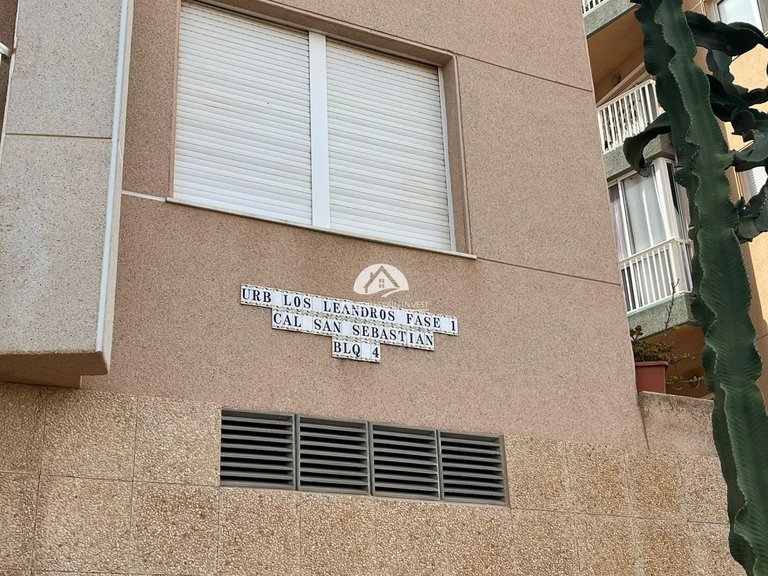 URB LOS LEANDROS FASE 1
CAL SAN SEBASTIAN
BLQ 4